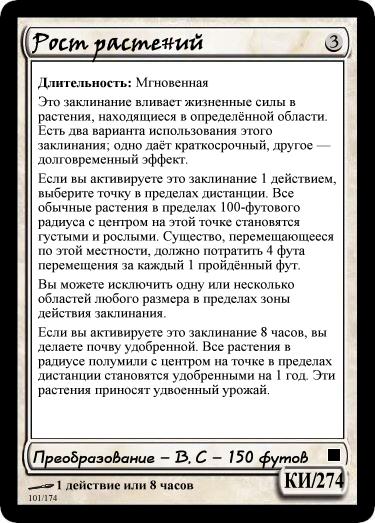 Рост растений 3
Длительность: Мгновенная
Это заклинание вливает жизненные силы в
растения, находящиеся в определённой области.
Есть два варианта использования этого
заклинания; одно даёт краткосрочный, другое —
долговременный эффект.
Если вы активируете это заклинание 1 действием,
выберите точку в пределах дистанции. Все
обычные растения в пределах 100-футового
радиуса с центром на этой точке становятся
густыми и рослыми. Существо, перемещающееся
по этой местности, должно потратить 4 фута
перемещения за каждый 1 пройдённый фут.
Вы можете исключить одну или несколько
областей любого размера в пределах зоны
действия заклинания.
Если вы активируете это заклинание 8 часов, вы
делаете почву удобренной. Все растения в
радиусе полумили с центром на точке в пределах
дистанции становятся удобренными на 1 год. Эти
растения приносят удвоенный урожай.
Преобразование – В, С – 150 футов
КИ/274
1 действие или 8 часов
101/174